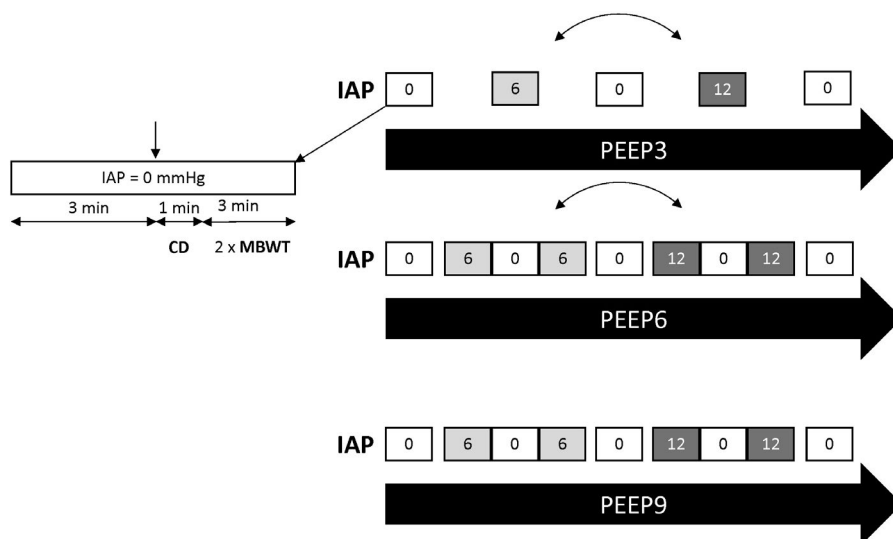 IAP 0 6 0 12 0
PEEP3
IAP = 0 mmHg
3 min 1 min 3 min
CD 2 x MBWT
IAP 0 6 0 6 0 12 0 12 0
PEEP6
IAP 0 6 0 6 0 12 0 12 0
PEEP9